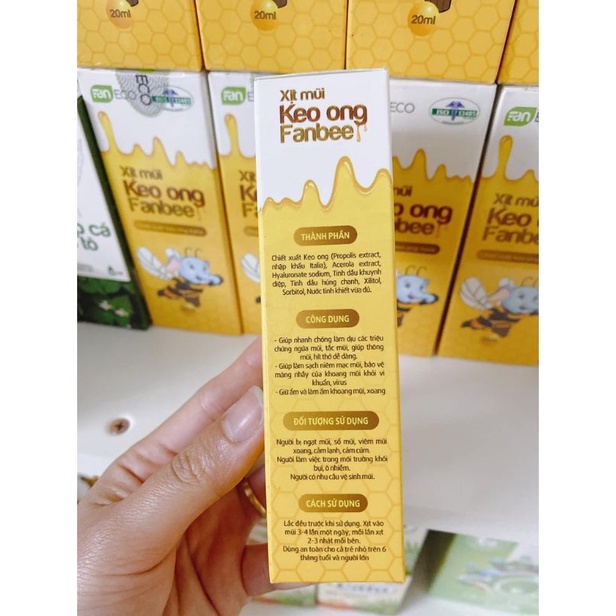 20ml
20ml
Fan ECO
ECO
ISO 13485
Xịt mũi
Keo ong
Fanbee
Fan
ECO
ISO 13485
Xịt mũi
Keo ong
Fanbee
Xịt mũi
Keo ong
Fanbee
THÀNH PHẦN
Chiết xuất Keo ong (Propolis extract,
nhập khẩu Italia), Acerola extract,
Hyaluronate sodium, Tinh dầu khuynh
diệp, Tinh dầu húng chanh, Xilitol,
Sorbitol, Nước tinh khiết vừa đủ.
CÔNG DỤNG
- Giúp nhanh chóng làm dịu các triệu
chứng ngứa mũi, tắc mũi, giúp thông
mũi, hít thở dễ dàng.
- Giúp làm sạch niêm mạc mũi, bảo vệ
màng nhầy của khoang mũi khỏi vi
khuẩn, virus
- Giữ ẩm và làm ấm khoang mũi, xoang
ĐỐI TƯỢNG SỬ DỤNG
Người bị ngạt mũi, sổ mũi, viêm mũi
xoang, cảm lạnh, cảm cúm.
Người làm việc trong môi trường khói
bụi, ô nhiễm.
Người có nhu cầu vệ sinh mũi.
CÁCH SỬ DỤNG
Lắc đều trước khi sử dụng. Xịt vào
mũi 3-4 lần một ngày, mỗi lần xịt
2-3 nhát mỗi bên.
Dùng an toàn cho cả trẻ nhỏ trên 6
tháng tuổi và người lớn